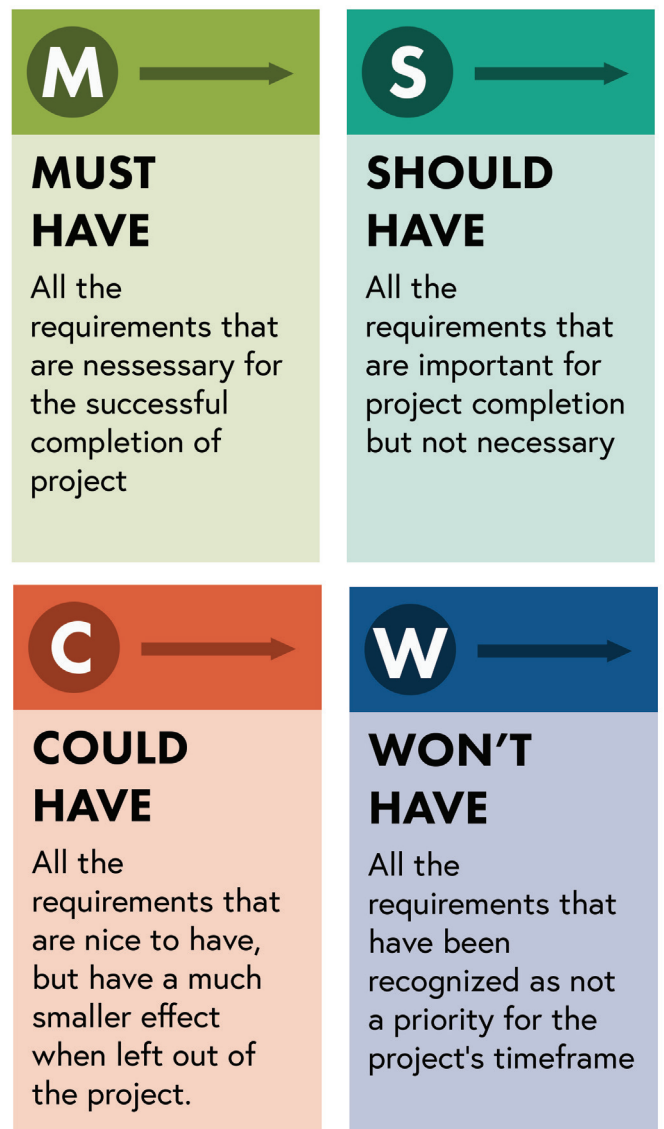 M
MUST
HAVE
All the
requirements that
are nessessary for
the successful
completion of
project
S
SHOULD
HAVE
All the
requirements that
are important for
project completion
but not necessary
C
COULD
HAVE
All the
requirements that
are nice to have,
but have a much
smaller effect
when left out of
the project.
W
WON’T
HAVE
All the
requirements that
have been
recognized as not
a priority for the
project's timeframe